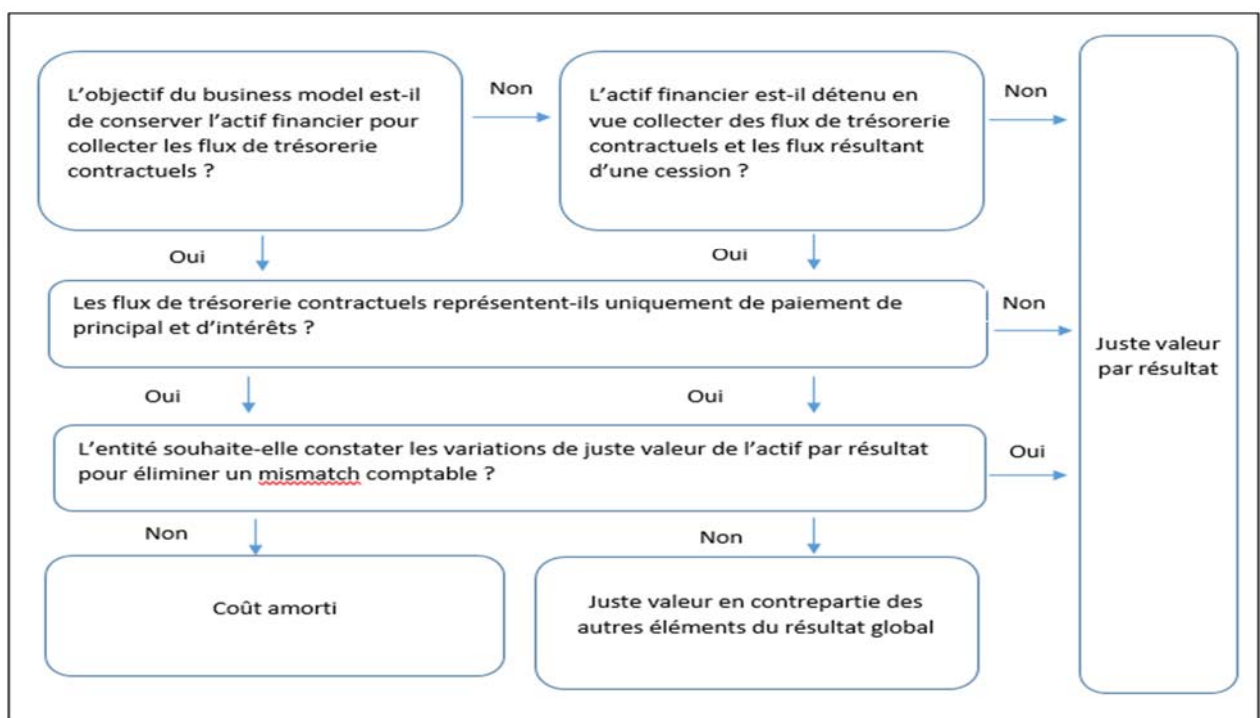 L'objectif du business model est-il
de conserver l'actif financier pour
collecter les flux de trésorerie
contractuels ?
Non
L'actif financier est-il détenu en
vue collecter des flux de trésorerie
contractuels et les flux résultant
d'une cession ?
Non
Oui
Oui
Les flux de trésorerie contractuels représentent-ils uniquement de paiement de
principal et d'intérêts ?
Non
Juste valeur
par résultat
Oui
Oui
L'entité souhaite-elle constater les variations de juste valeur de l'actif par résultat
pour éliminer un mismatch comptable ?
Oui
Non
Non
Coût amorti
Juste valeur en contrepartie des
autres éléments du résultat global